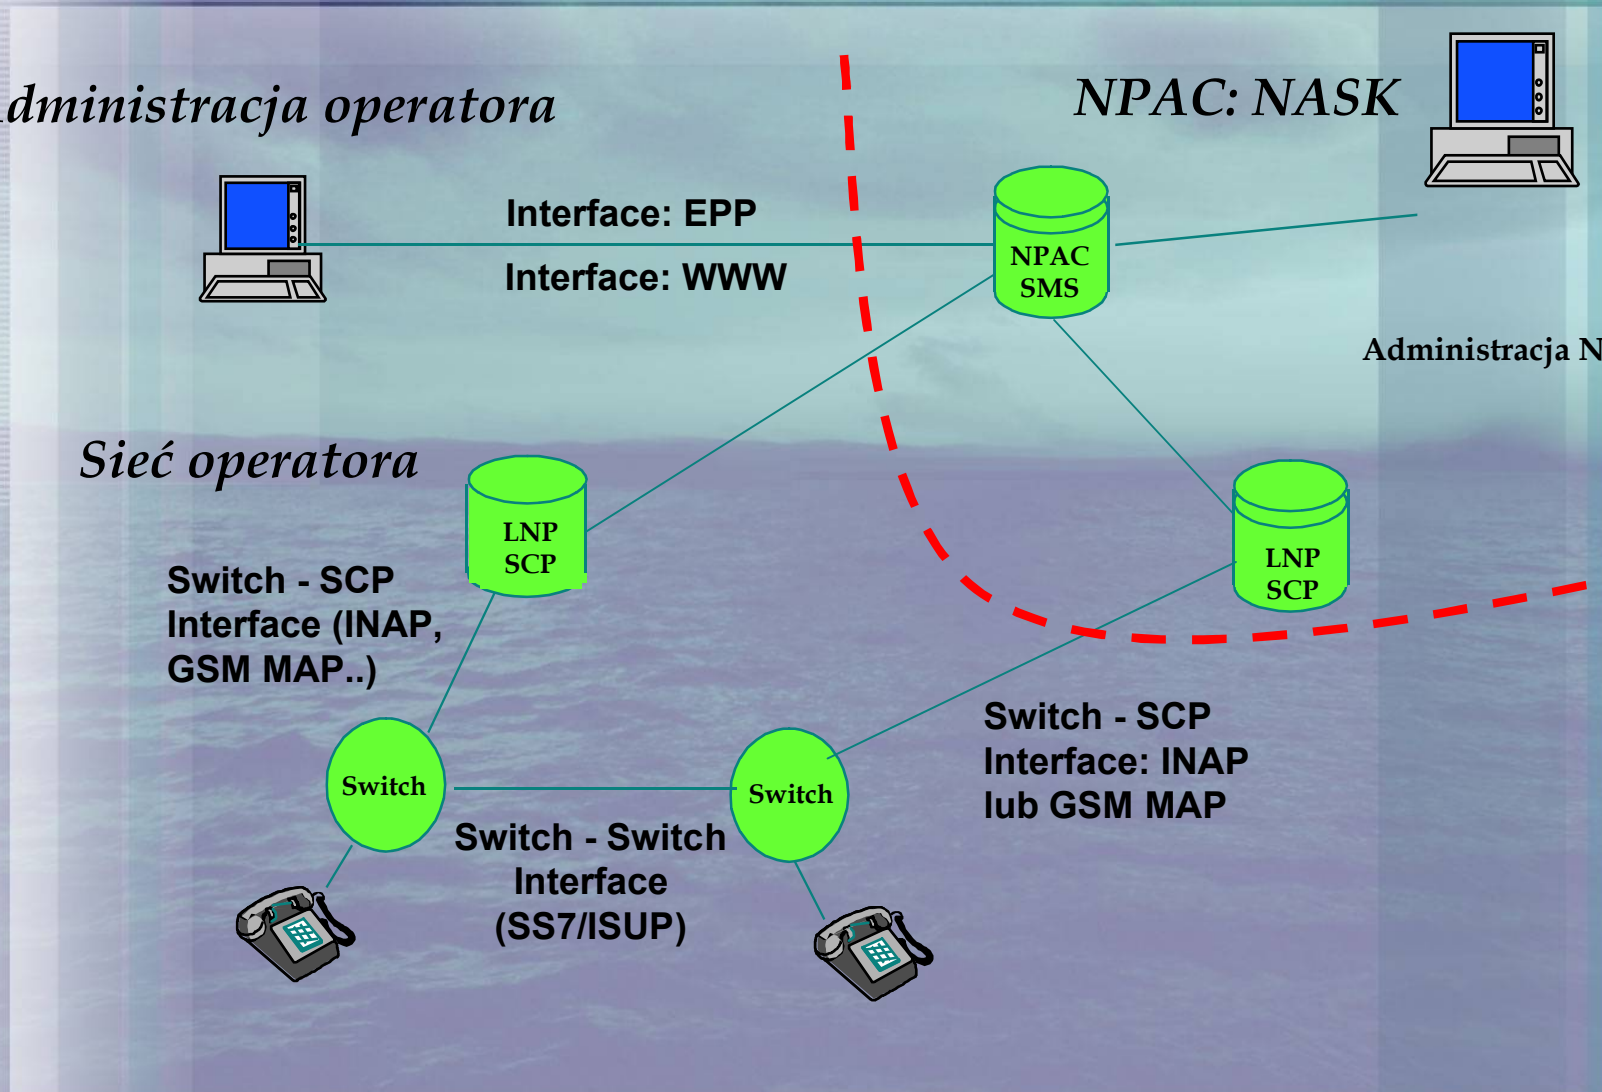 dministracja operatora
NPAC: NASK
Interface: EPP
Interface: WWW
NPAC
SMS
Administracja N
Sieć operatora
LNP
SCP
LNP
SCP
Switch - SCP
Interface (INAP,
GSM MAP..)
Switch
Switch
Switch - SCP
Interface: INAP
lub GSM MAP
Switch - Switch
Interface
(SS7/ISUP)